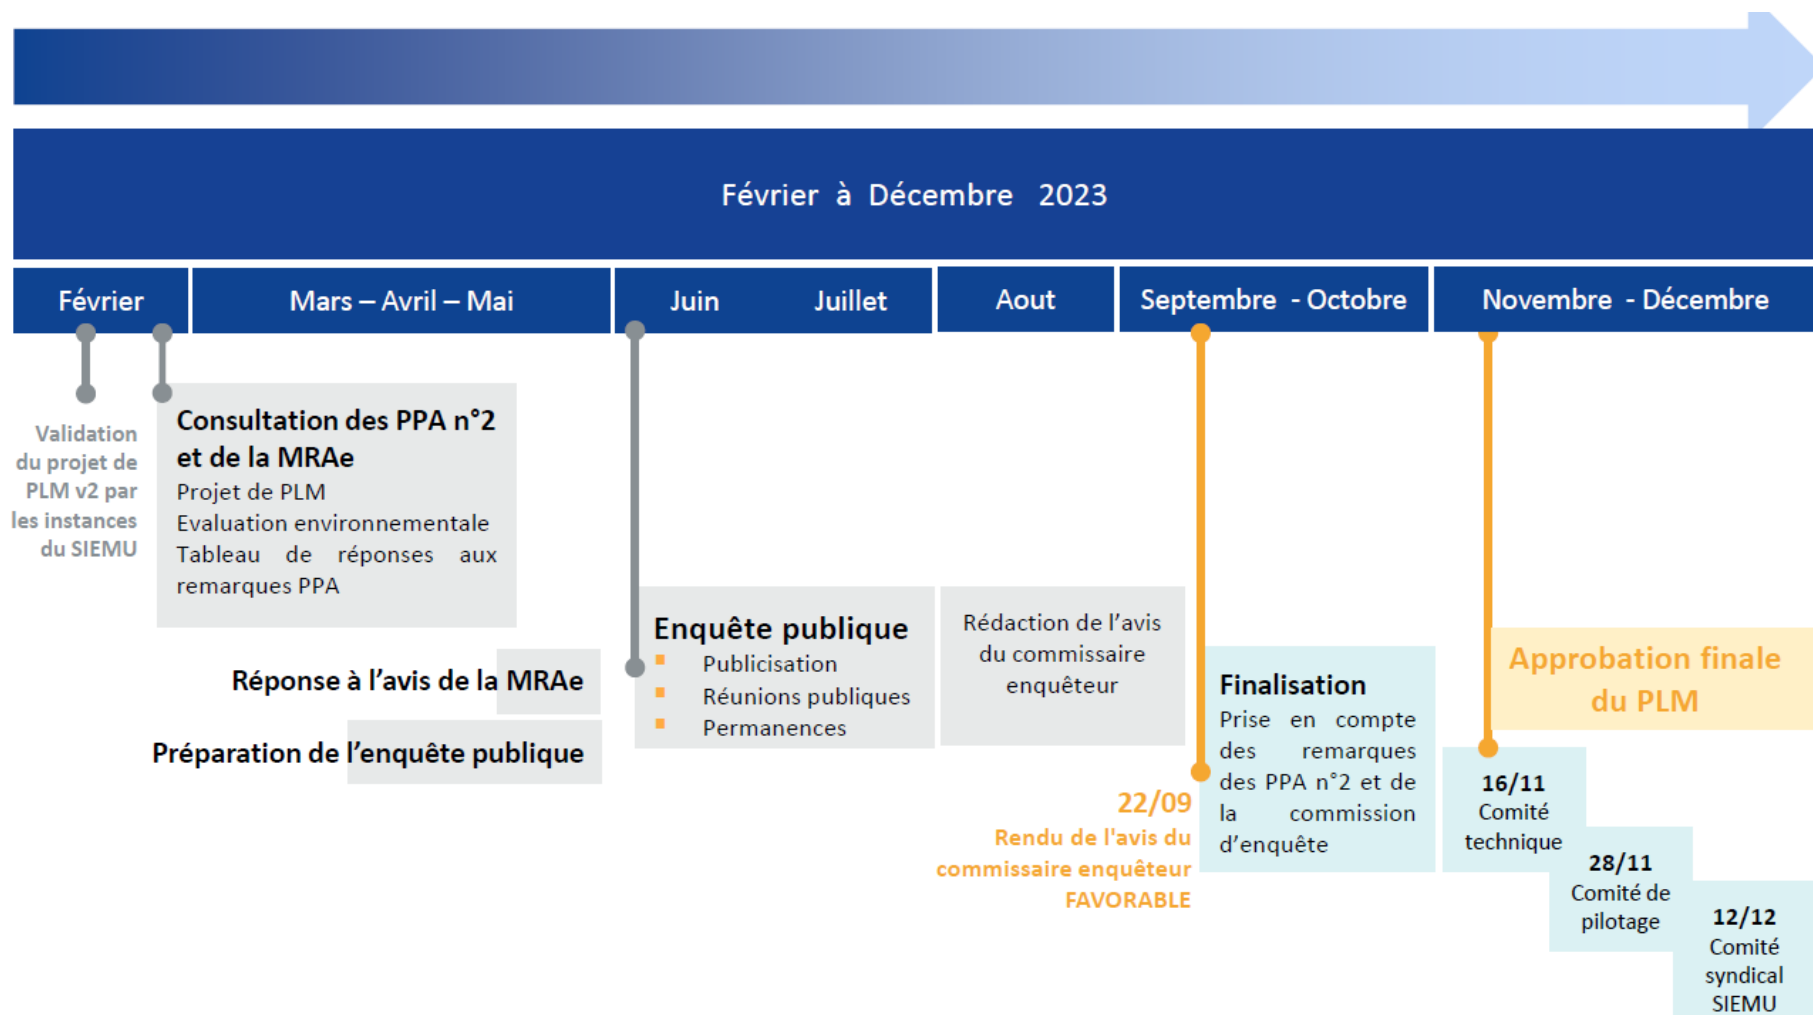 Février à Décembre 2023
Février
Mars – Avril – Mai
Juin
Juillet
Aout
Septembre - Octobre
Novembre - Décembre
Validation
du projet de
PLM v2 par
les instances
du SIEMU
Consultation des PPA n°2
et de la MRAe
Projet de PLM
Evaluation environnementale
Tableau de réponses aux
remarques PPA
Réponse à l'avis de la MRAe
Préparation de l'enquête publique
Enquête publique
Publicisation
Réunions publiques
Permanences
Rédaction de l'avis
du commissaire
enquêteur
22/09
Rendu de l'avis du
commissaire enquêteur
FAVORABLE
Finalisation
Prise en compte
des remarques
des PPA n°2 et de
la commission
d'enquête
Approbation finale
du PLM
16/11
Comité
technique
28/11
Comité de
pilotage
12/12
Comité
syndical
SIEMU